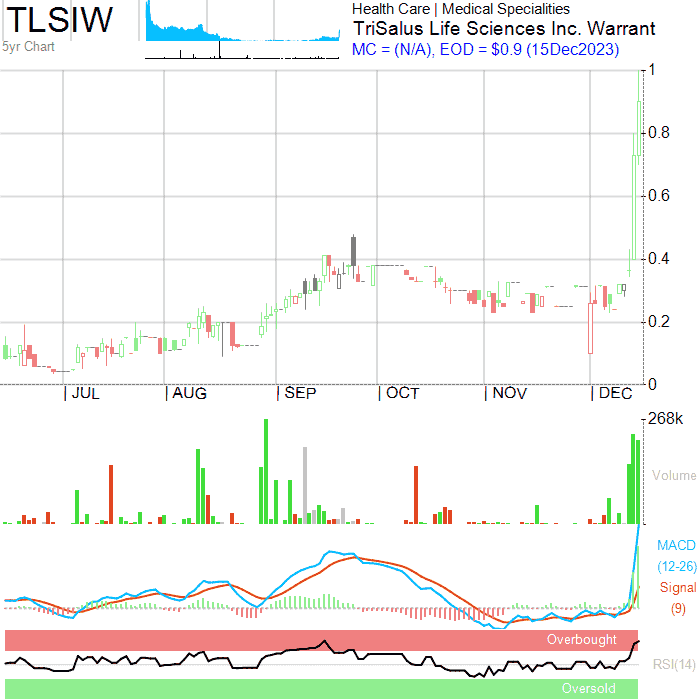 TLSIW
5yr Chart
Health Care | Medical Specialities
TriSalus Life Sciences Inc. Warrant
MC = (N/A), EOD = $0.9 (15Dec2023)
1
0.8
0.6
0.4
0.2
0
| JUL | AUG | SEP | OCT | NOV | DEC
268k
Volume
MACD
(12-26)
Signal
(9)
Overbought
RSI(14)
Oversold